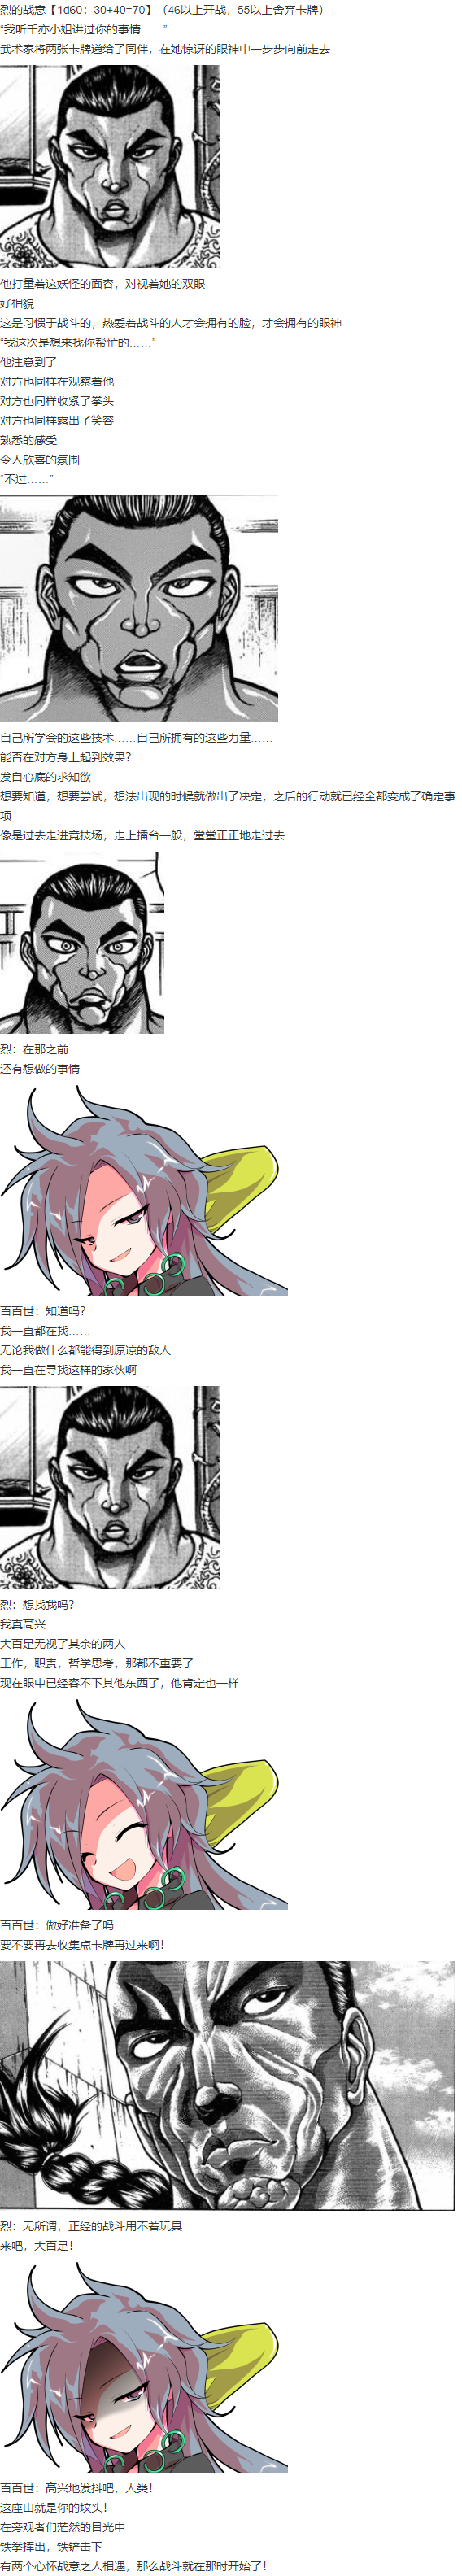 烈的战意【1d60：30+40=70】（46以上开战，55以上舍弃卡牌）
“我听千亦小姐讲过你的事情……”
武术家将两张卡牌递给了同伴，在她惊讶的眼神中一步步向前走去
他打量着这妖怪的面容，对视着她的双眼
好相貌
这是习惯于战斗的，热爱着战斗的人才会拥有的脸，才会拥有的眼神
“我这次是想来找你帮忙的……”
他注意到了
对方也同样在观察着他
对方也同样收紧了拳头
对方也同样露出了笑容
熟悉的感受
令人欣喜的氛围
“不过……”
自己所学会的这些技术……自己所拥有的这些力量……
能否在对方身上起到效果？
发自心底的求知欲
想要知道，想要尝试，想法出现的时候就做出了决定，之后的行动就已经全都变成了确定事
项
像是过去走进竞技场，走上擂台一般，堂堂正正地走过去
烈：在那之前……
还有想做的事情
百百世：知道吗？
我一直都在找……
无论我做什么都能得到原谅的敌人
我一直在寻找这样的家伙啊
烈：想找我吗？
我真高兴
大百足无视了其余的两人
工作，职责，哲学思考，那都不重要了
现在眼中已经容不下其他东西了，他肯定也一样
百百世：做好准备了吗
要不要再去收集点卡牌再过来啊！
烈：无所谓，正经的战斗用不着玩具
来吧，大百足！
百百世：高兴地发抖吧，人类！
这座山就是你的坟头！
在旁观者们茫然的目光中
铁拳挥出，铁铲击下
有两个心怀战意之人相遇，那么战斗就在那时开始了！